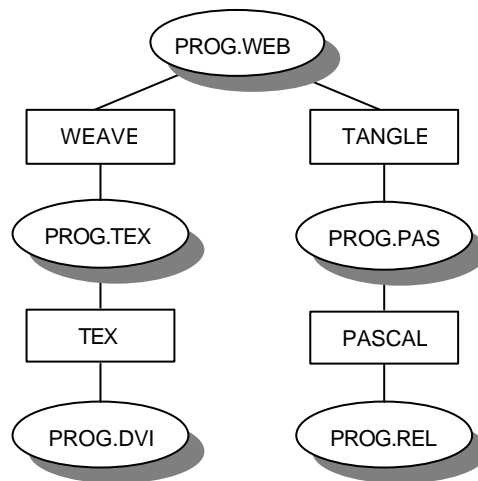 PROG.WEB
WEAVE
TANGLE
PROG.TEX
PROG.PAS
TEX
PASCAL
PROG.DVI
PROG.REL